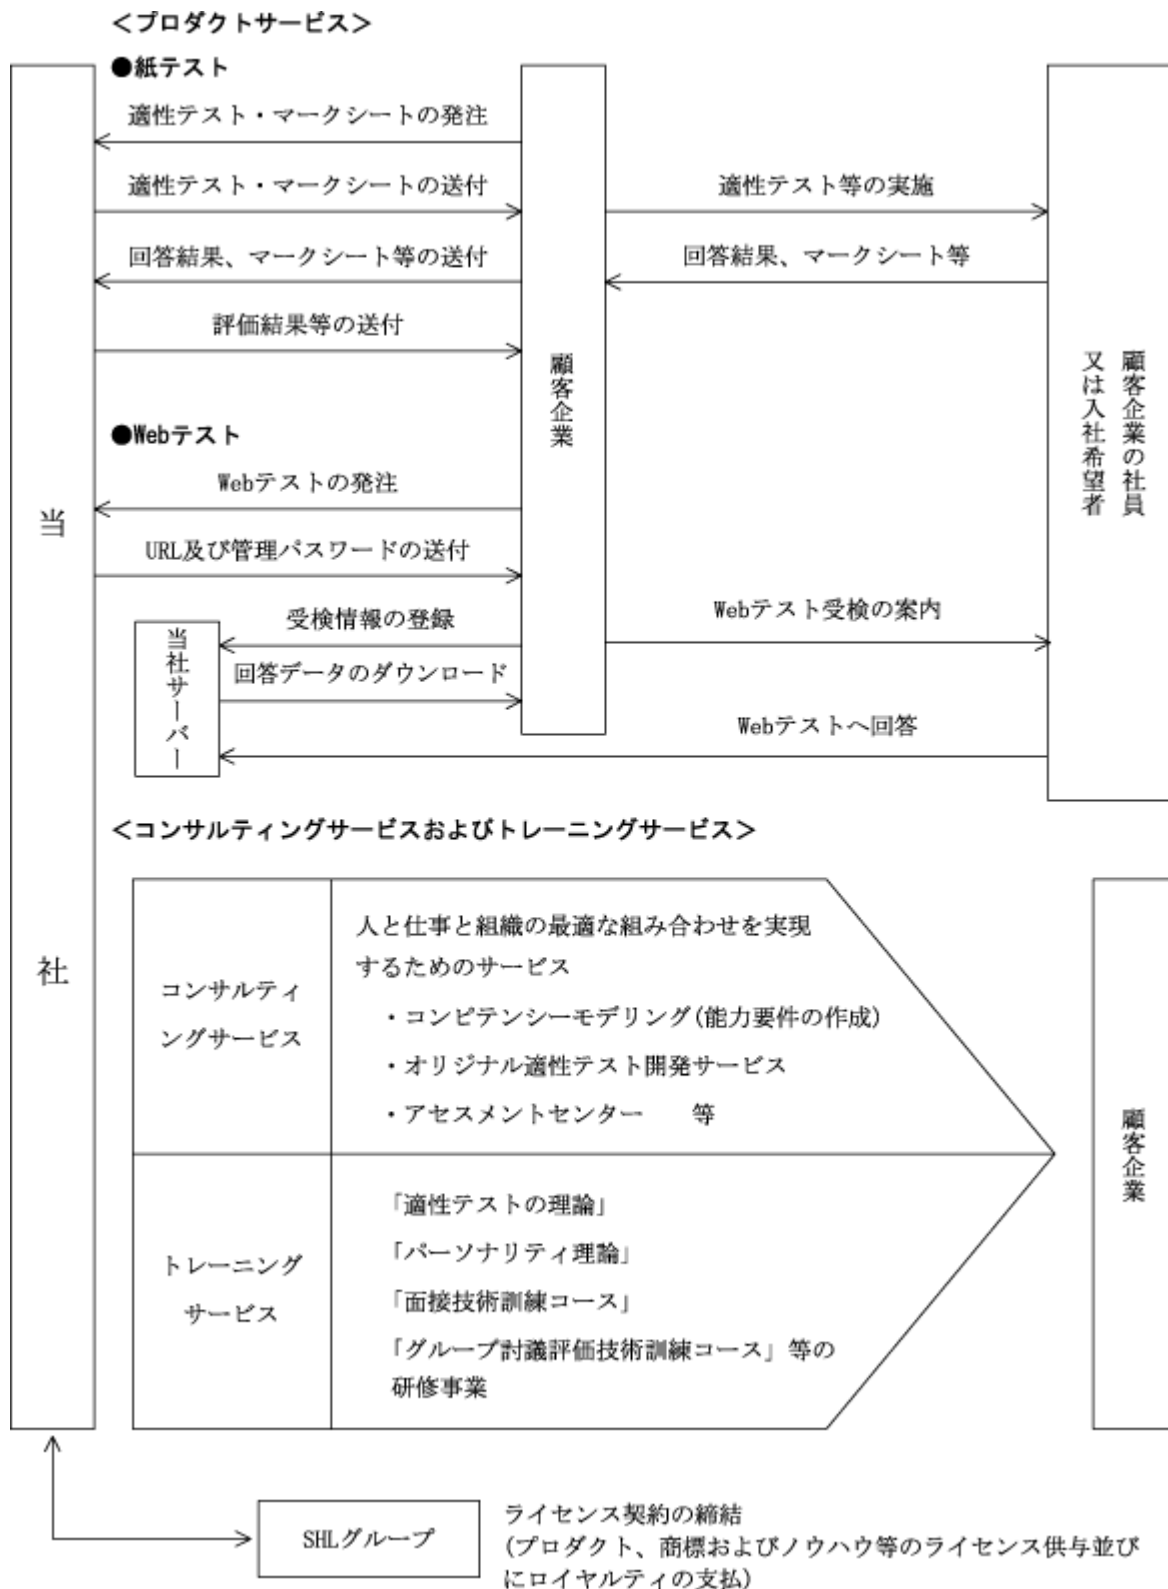 ＜プロダクトサービス＞
●紙テスト
適性テスト・マークシートの発注
適性テスト・マークシートの送付
適性テスト等の実施
回答結果、マークシート等の送付
回答結果、マークシート等
評価結果等の送付
顧客企業
顧客企業の社員
又は入社希望者
●Webテスト
Webテストの発注
当社
URL及び管理パスワードの送付
受検情報の登録
Webテスト受検の案内
当社サーバー
回答データのダウンロード
Webテストへ回答
＜コンサルティングサービスおよびトレーニングサービス＞
コンサルティ
ングサービス
人と仕事と組織の最適な組み合わせを実現
するためのサービス
・コンピテンシーモデリング(能力要件の作成)
・オリジナル適性テスト開発サービス
・アセスメントセンター　　等
顧客企業
トレーニング
サービス
「適性テストの理論」
「パーソナリティ理論」
「面接技術訓練コース」
「グループ討議評価技術訓練コース」等の
研修事業
SHLグループ
ライセンス契約の締結
(プロダクト、商標およびノウハウ等のライセンス供与並び
にロイヤルティの支払)